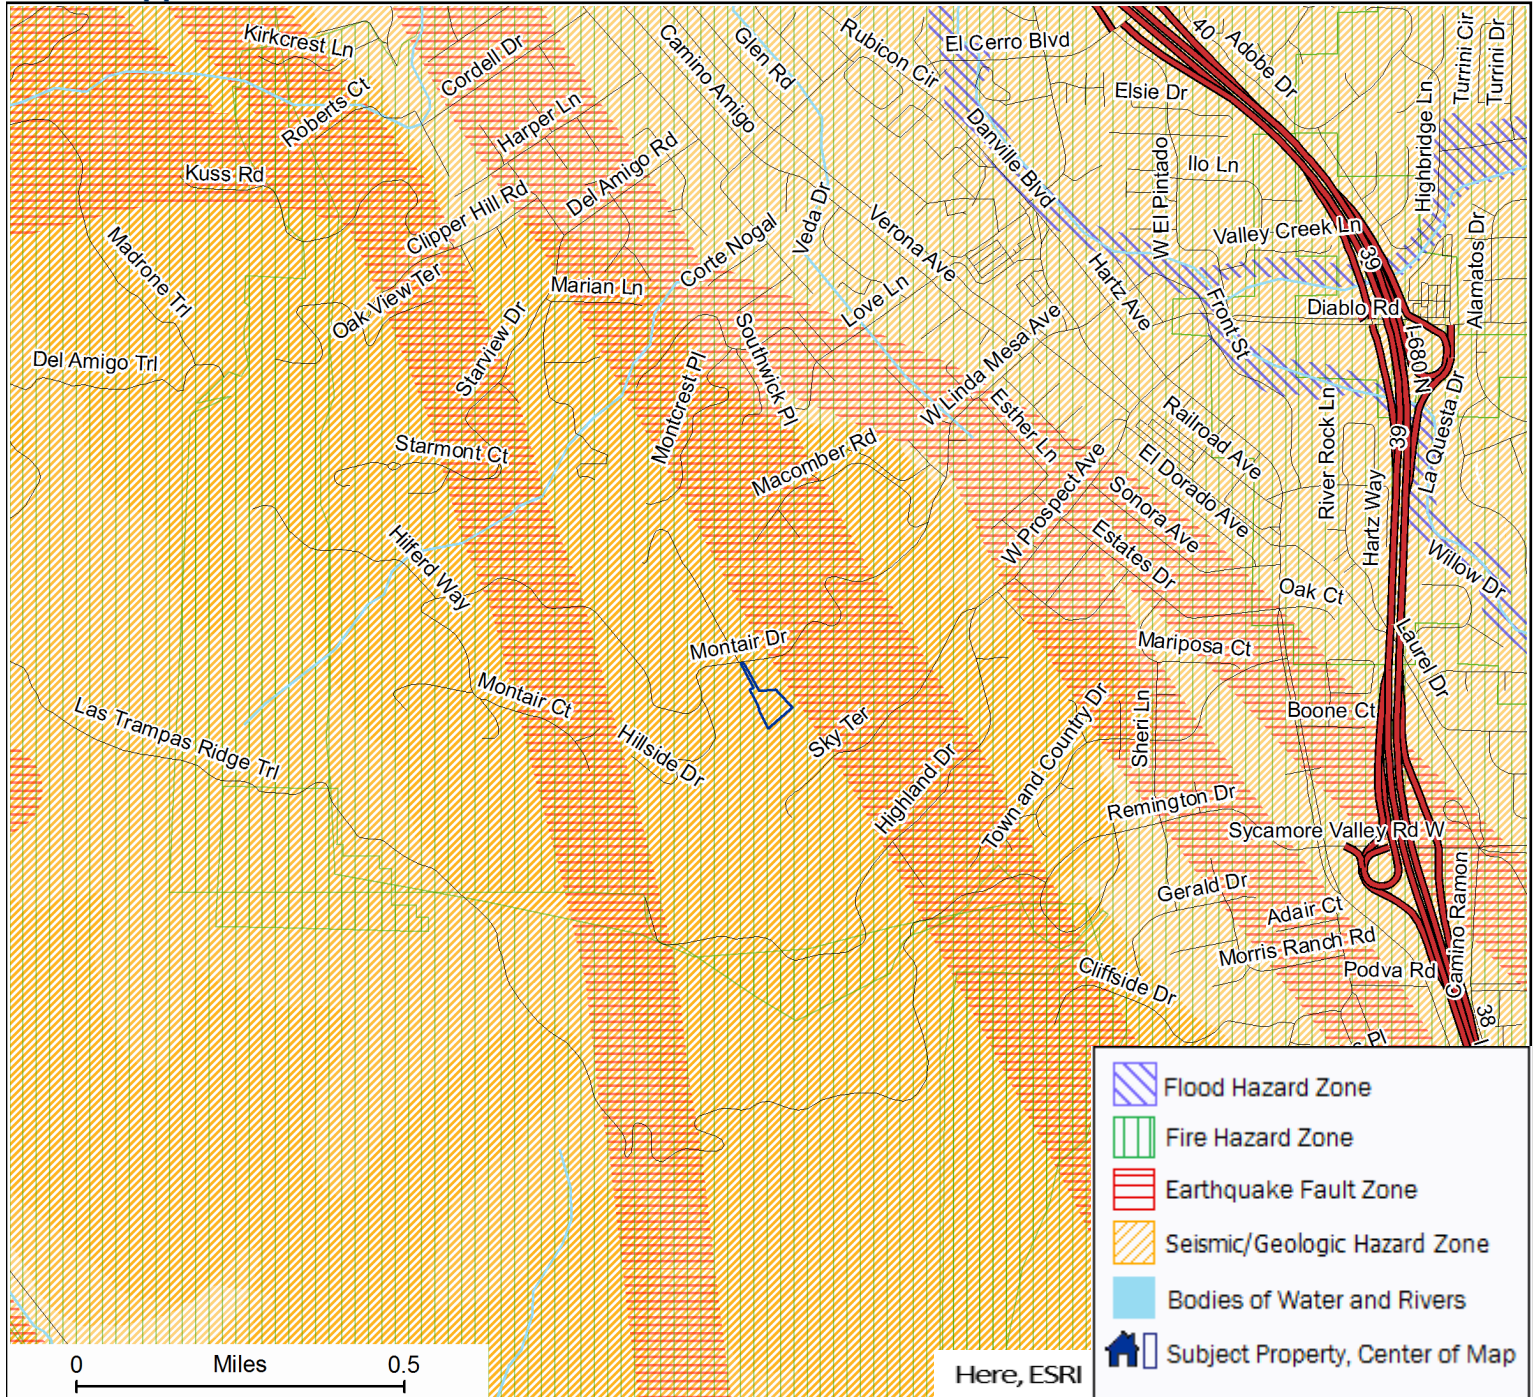 Kirkcrest Ln
Cordell Dr
Camino Amigo
Glen Rd
Rubicon Cir
El Cerro Blvd
40
Adobe Dr
Turrini Cir
Turrini Dr
Roberts Ct
Harper Ln
Elsie Dr
Highbridge Ln
Kuss Rd
Del Amigo Rd
Danville Blvd
W El Pintado
Ilo Ln
Clipper Hill Rd
Veda Dr
Verona Ave
Valley Creek Ln
Madrone Trl
Oak View Ter
Marian Ln
Corte Nogal
Love Ln
Hartz Ave
39
Alamatos Dr
Front St
Diablo Rd
Del Amigo Trl
Starview Dr
Montcrest Pl
Southwick Pl
W Linda Mesa Ave
I-680 N
Starmont Ct
Macomber Rd
Esther Ln
Railroad Ave
River Rock Ln
39
La Questa Dr
El Dorado Ave
Sonora Ave
W Prospect Ave
Hartz Way
Hilferd Way
Estates Dr
Willow Dr
Oak Ct
Montair Dr
Mariposa Ct
Laurel Dr
Las Trampas Ridge Trl
Montair Ct
Hillside Dr
Sky Ter
Highland Dr
Town and Country Dr
Sheri Ln
Boone Ct
Remington Dr
Sycamore Valley Rd W
Gerald Dr
Adair Ct
Morris Ranch Rd
Camino Ramon
Cliffside Dr
Podva Rd
38
Pl
Flood Hazard Zone
Fire Hazard Zone
Earthquake Fault Zone
Seismic/Geologic Hazard Zone
Bodies of Water and Rivers
Subject Property, Center of Map
0 Miles 0.5
Here, ESRI